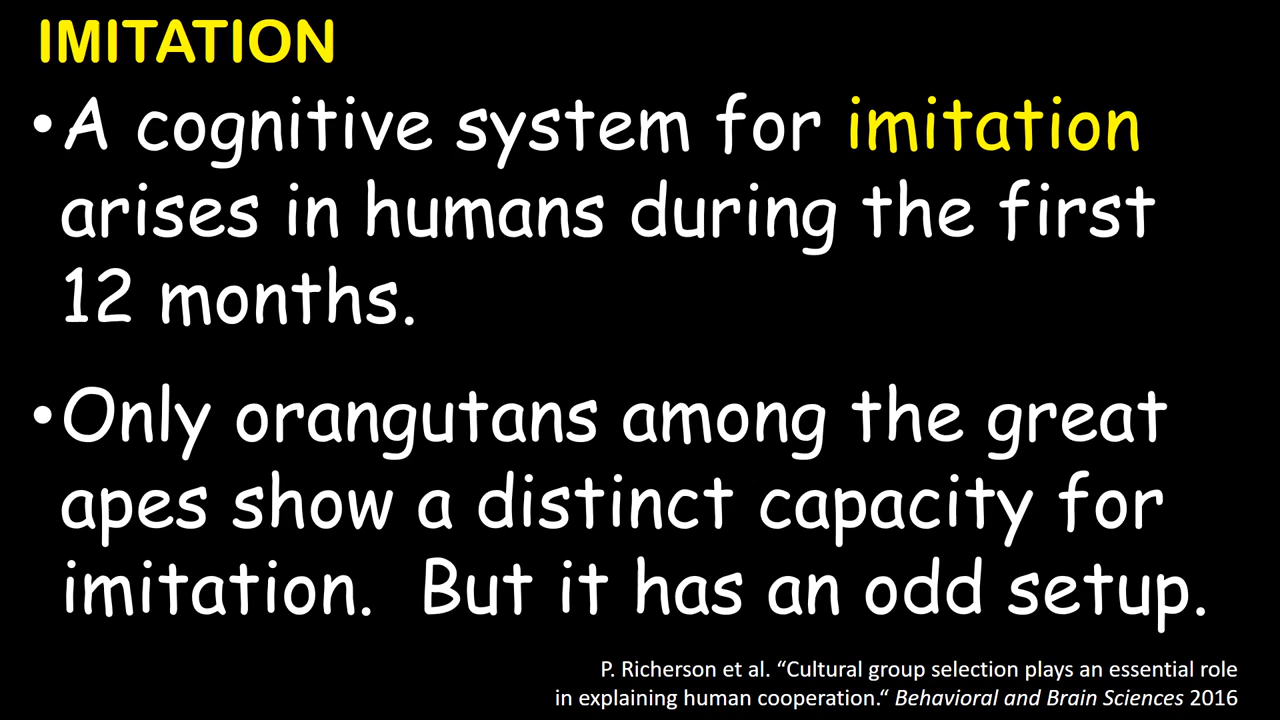 IMITATION
•A cognitive system for imitation
arises in humans during the first
12 months.
•Only orangutans among the great
apes show a distinct capacity for
imitation.  But it has an odd setup.
P. Richerson et al. “Cultural group selection plays an essential role
in explaining human cooperation.“ Behavioral and Brain Sciences 2016